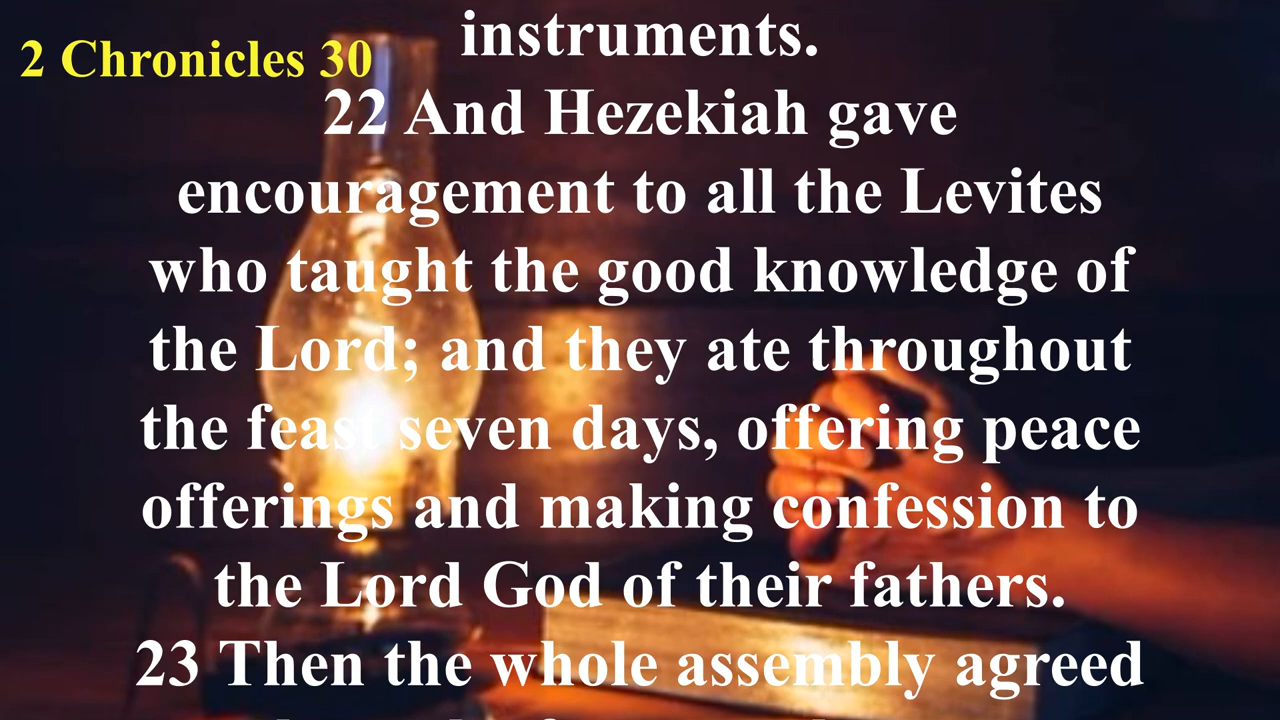 instruments.
2 Chronicles 30
22 And Hezekiah gave
encouragement to all the Levites
who taught the good knowledge of
the Lord; and they ate throughout
the feast seven days, offering peace
offerings and making confession to
the Lord God of their fathers.
23 Then the whole assembly agreed